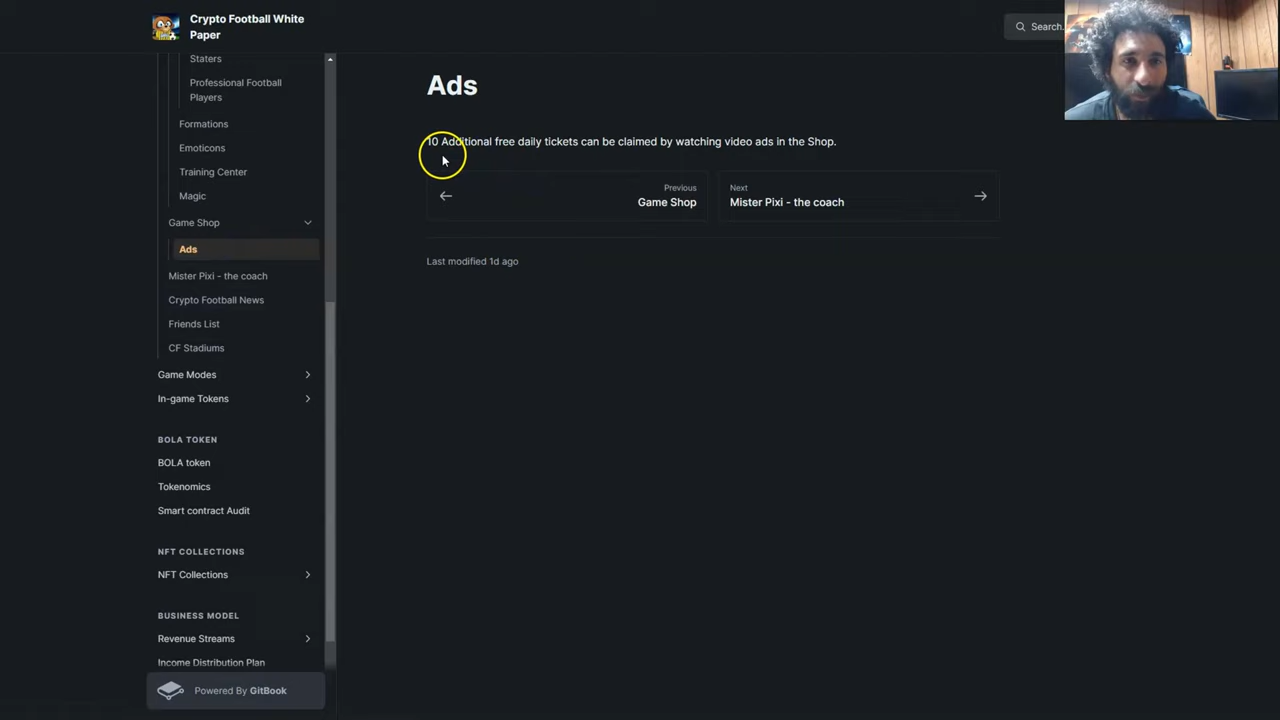 Crypto Football White
Paper
Search.
Staters
Professional Football
Players
Formations
Emoticons
Training Center
Magic
Game Shop
Ads
Mister Pixi - the coach
Crypto Football News
Friends List
CF Stadiums
Game Modes
In-game Tokens
BOLA TOKEN
BOLA token
Tokenomics
Smart contract Audit
NFT COLLECTIONS
NFT Collections
BUSINESS MODEL
Revenue Streams
Income Distribution Plan
Powered By GitBook
Ads
10 Additional free daily tickets can be claimed by watching video ads in the Shop.
Previous
Game Shop
Next
Mister Pixi - the coach
Last modified 1d ago